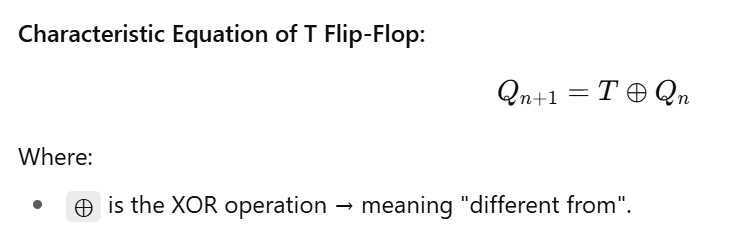 Characteristic Equation of T Flip-Flop:
Qₙ₊₁ = T ⊕ Qₙ
Where:
• ⊕ is the XOR operation → meaning "different from".